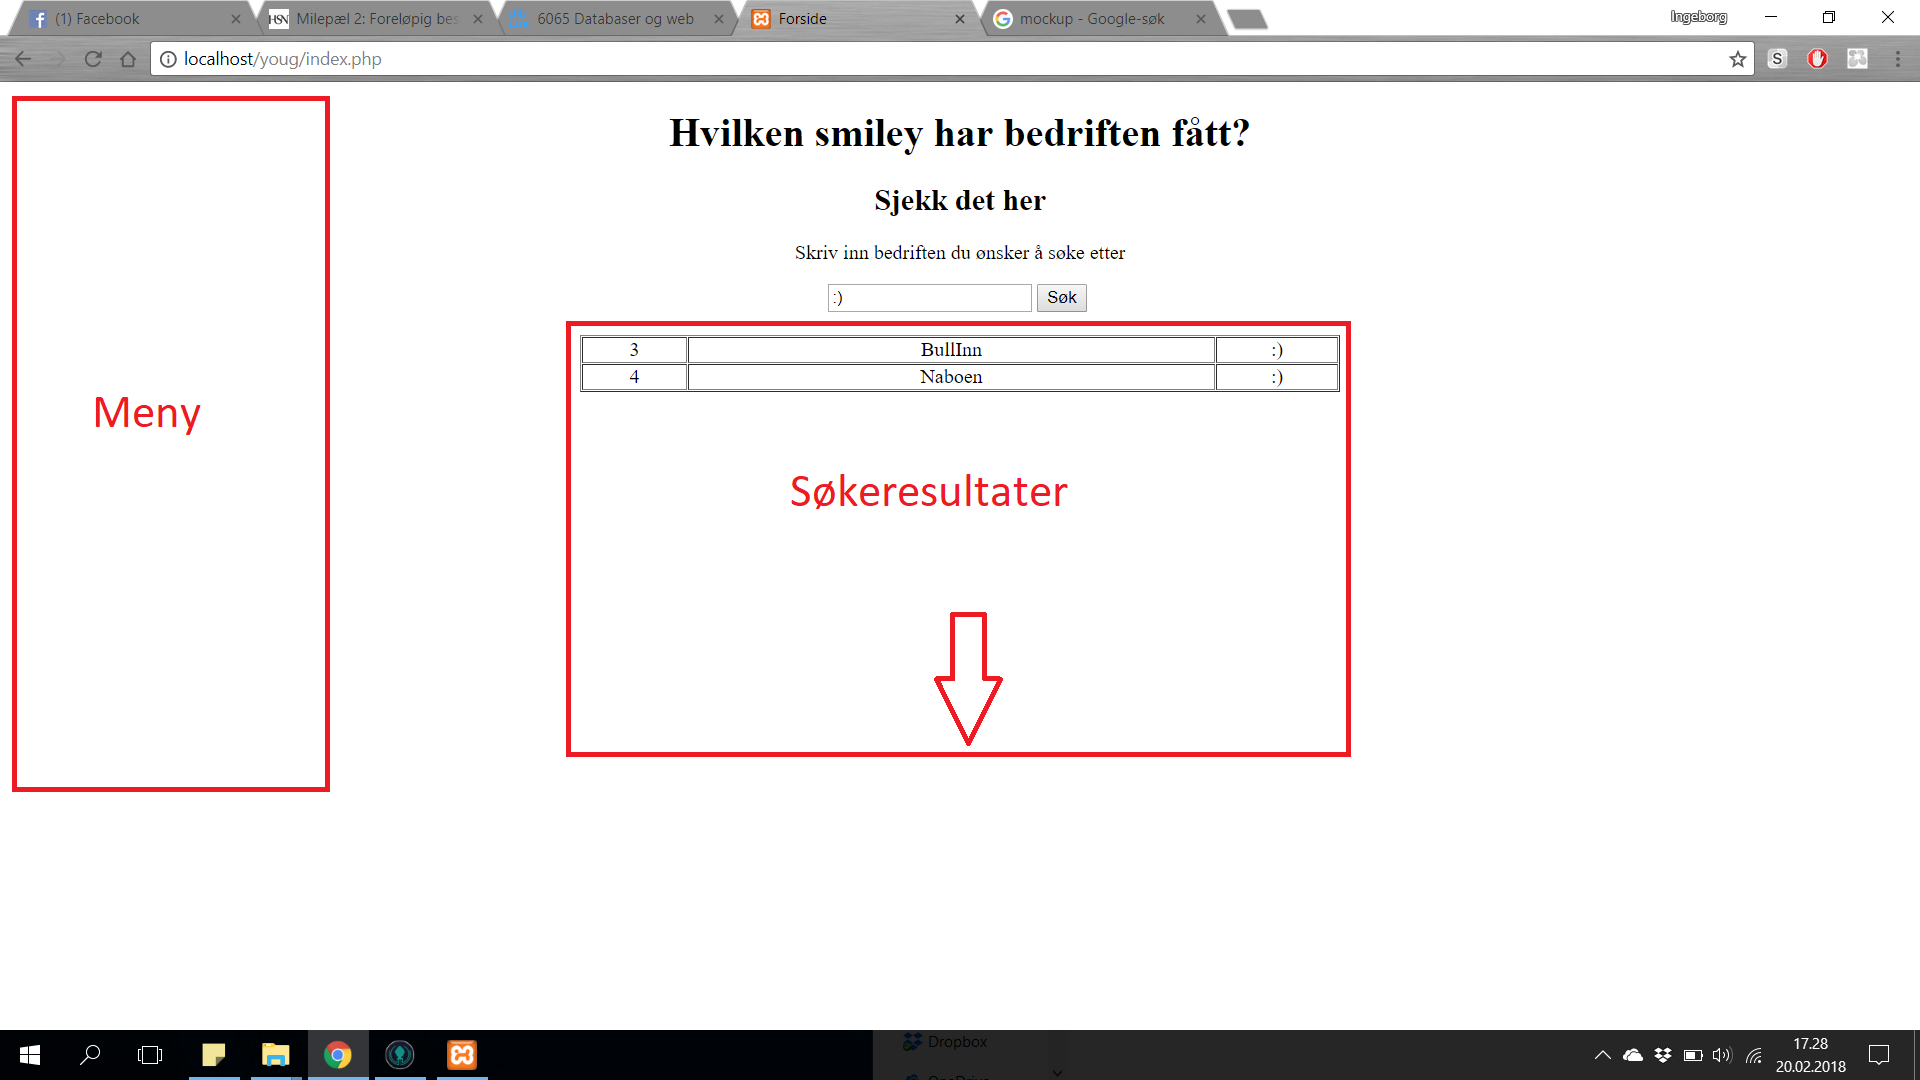 (1) Facebook
HSN Milepæl 2: Foreløpig bes
6065 Databaser og web
Forside
mockup - Google-søk
Ingeborg
localhost/youg/index.php
S
Hvilken smiley har bedriften fått?
Sjekk det her
Skriv inn bedriften du ønsker å søke etter
:) Søk
3 BullInn :)
4 Naboen :)
Meny
Søkeresultater
Dropbox
17.28
20.02.2018